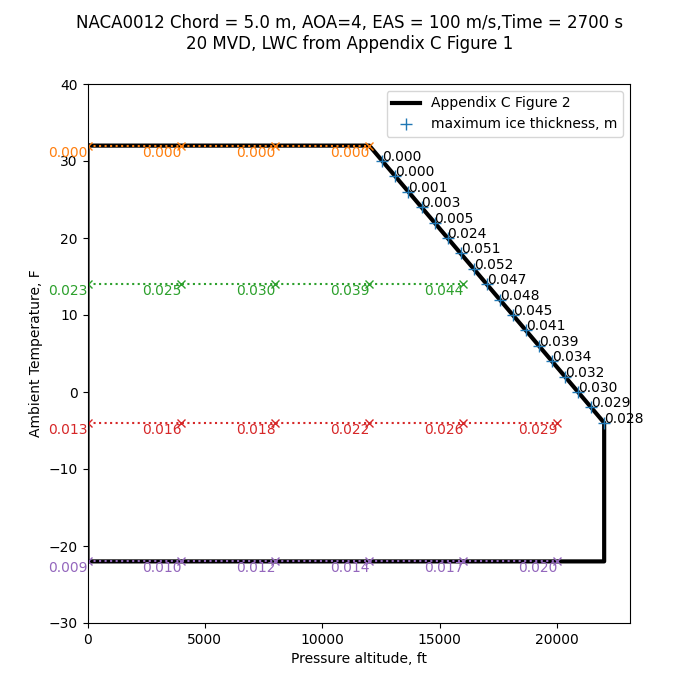 NACA0012 Chord = 5.0 m, AOA=4, EAS = 100 m/s,Time = 2700 s
20 MVD, LWC from Appendix C Figure 1
40
Appendix C Figure 2
maximum ice thickness, m
0.000 0.000 0.000 0.000
0.000
30
0.000
0.001
0.003
0.005
20
0.024
0.051
0.052
0.047
0.023 0.025 0.030 0.039 0.044
0.048
10
0.045
0.041
0.039
0.034
0.032
0
0.030
0.029
0.028
0.013 0.016 0.018 0.022 0.026 0.029
−10
−20
0.009 0.010 0.012 0.014 0.017 0.020
−30
0 5000 10000 15000 20000
Pressure altitude, ft
Ambient Temperature, F